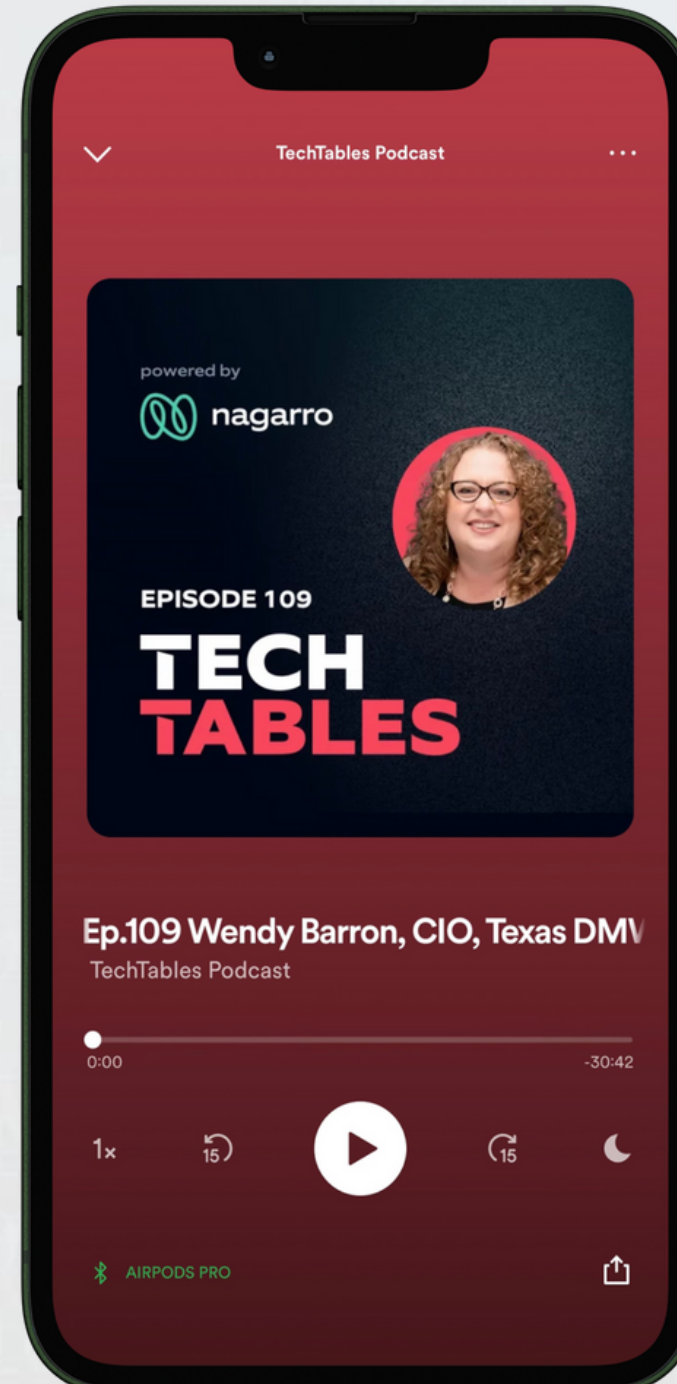 TechTables Podcast
powered by
nagarro
EPISODE 109
TECH
TABLES
Ep.109 Wendy Barron, CIO, Texas DMV
TechTables Podcast
0:00 -30:42
1x 15 15
AIRPODS PRO